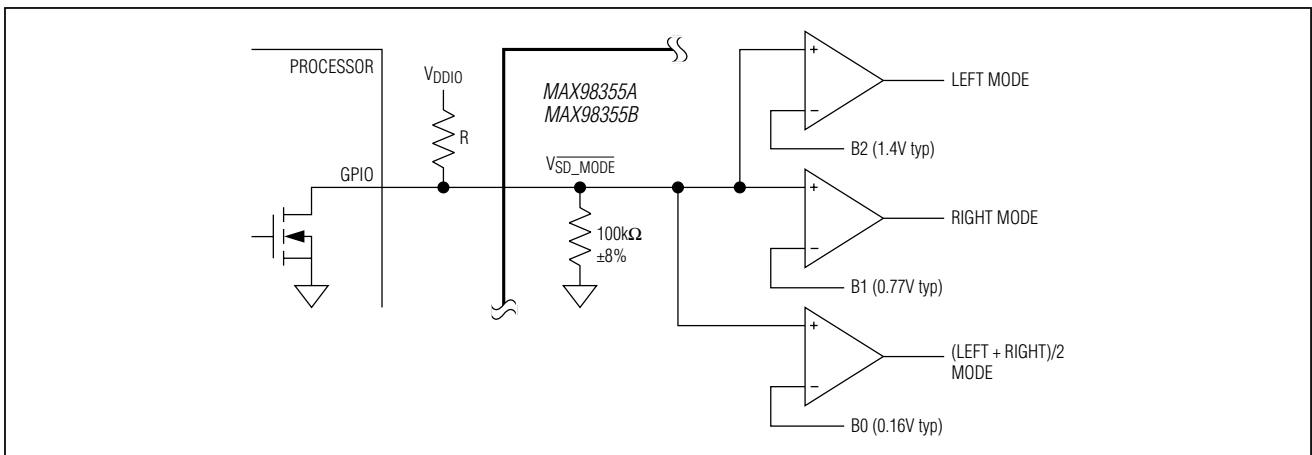 PROCESSOR
VDDIO
R
GPIO
MAX98355A
MAX98355B
VSD_MODE
100kΩ
±8%
+
−
LEFT MODE
B2 (1.4V typ)
+
−
RIGHT MODE
B1 (0.77V typ)
+
−
(LEFT + RIGHT)/2
MODE
B0 (0.16V typ)